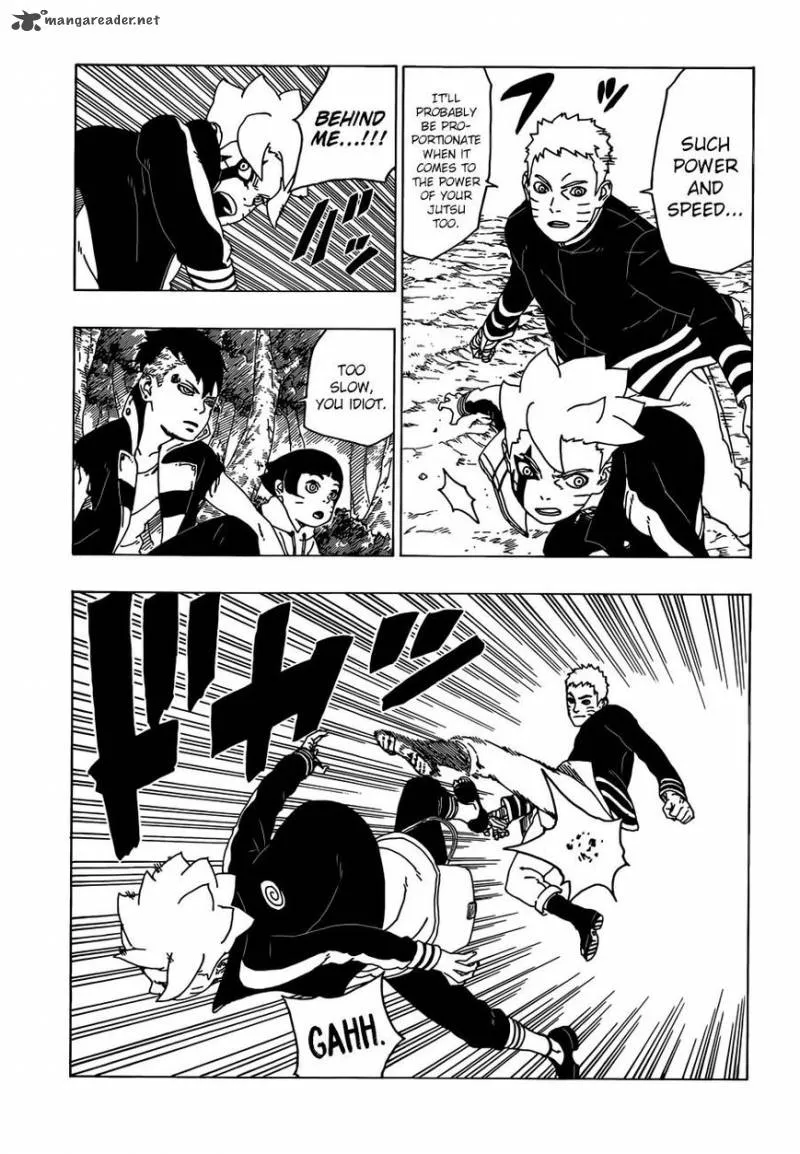 mangareader.net
SUCH
POWER
AND
SPEED...
IT'LL
PROBABLY
BE PRO-
PORTIONATE
WHEN IT
COMES TO
THE POWER
OF YOUR
JUTSU
TOO.
ブッ
BEHIND
ME...!!!
バッ
TOO
SLOW,
YOU IDIOT.
ドガッ
GAHH.